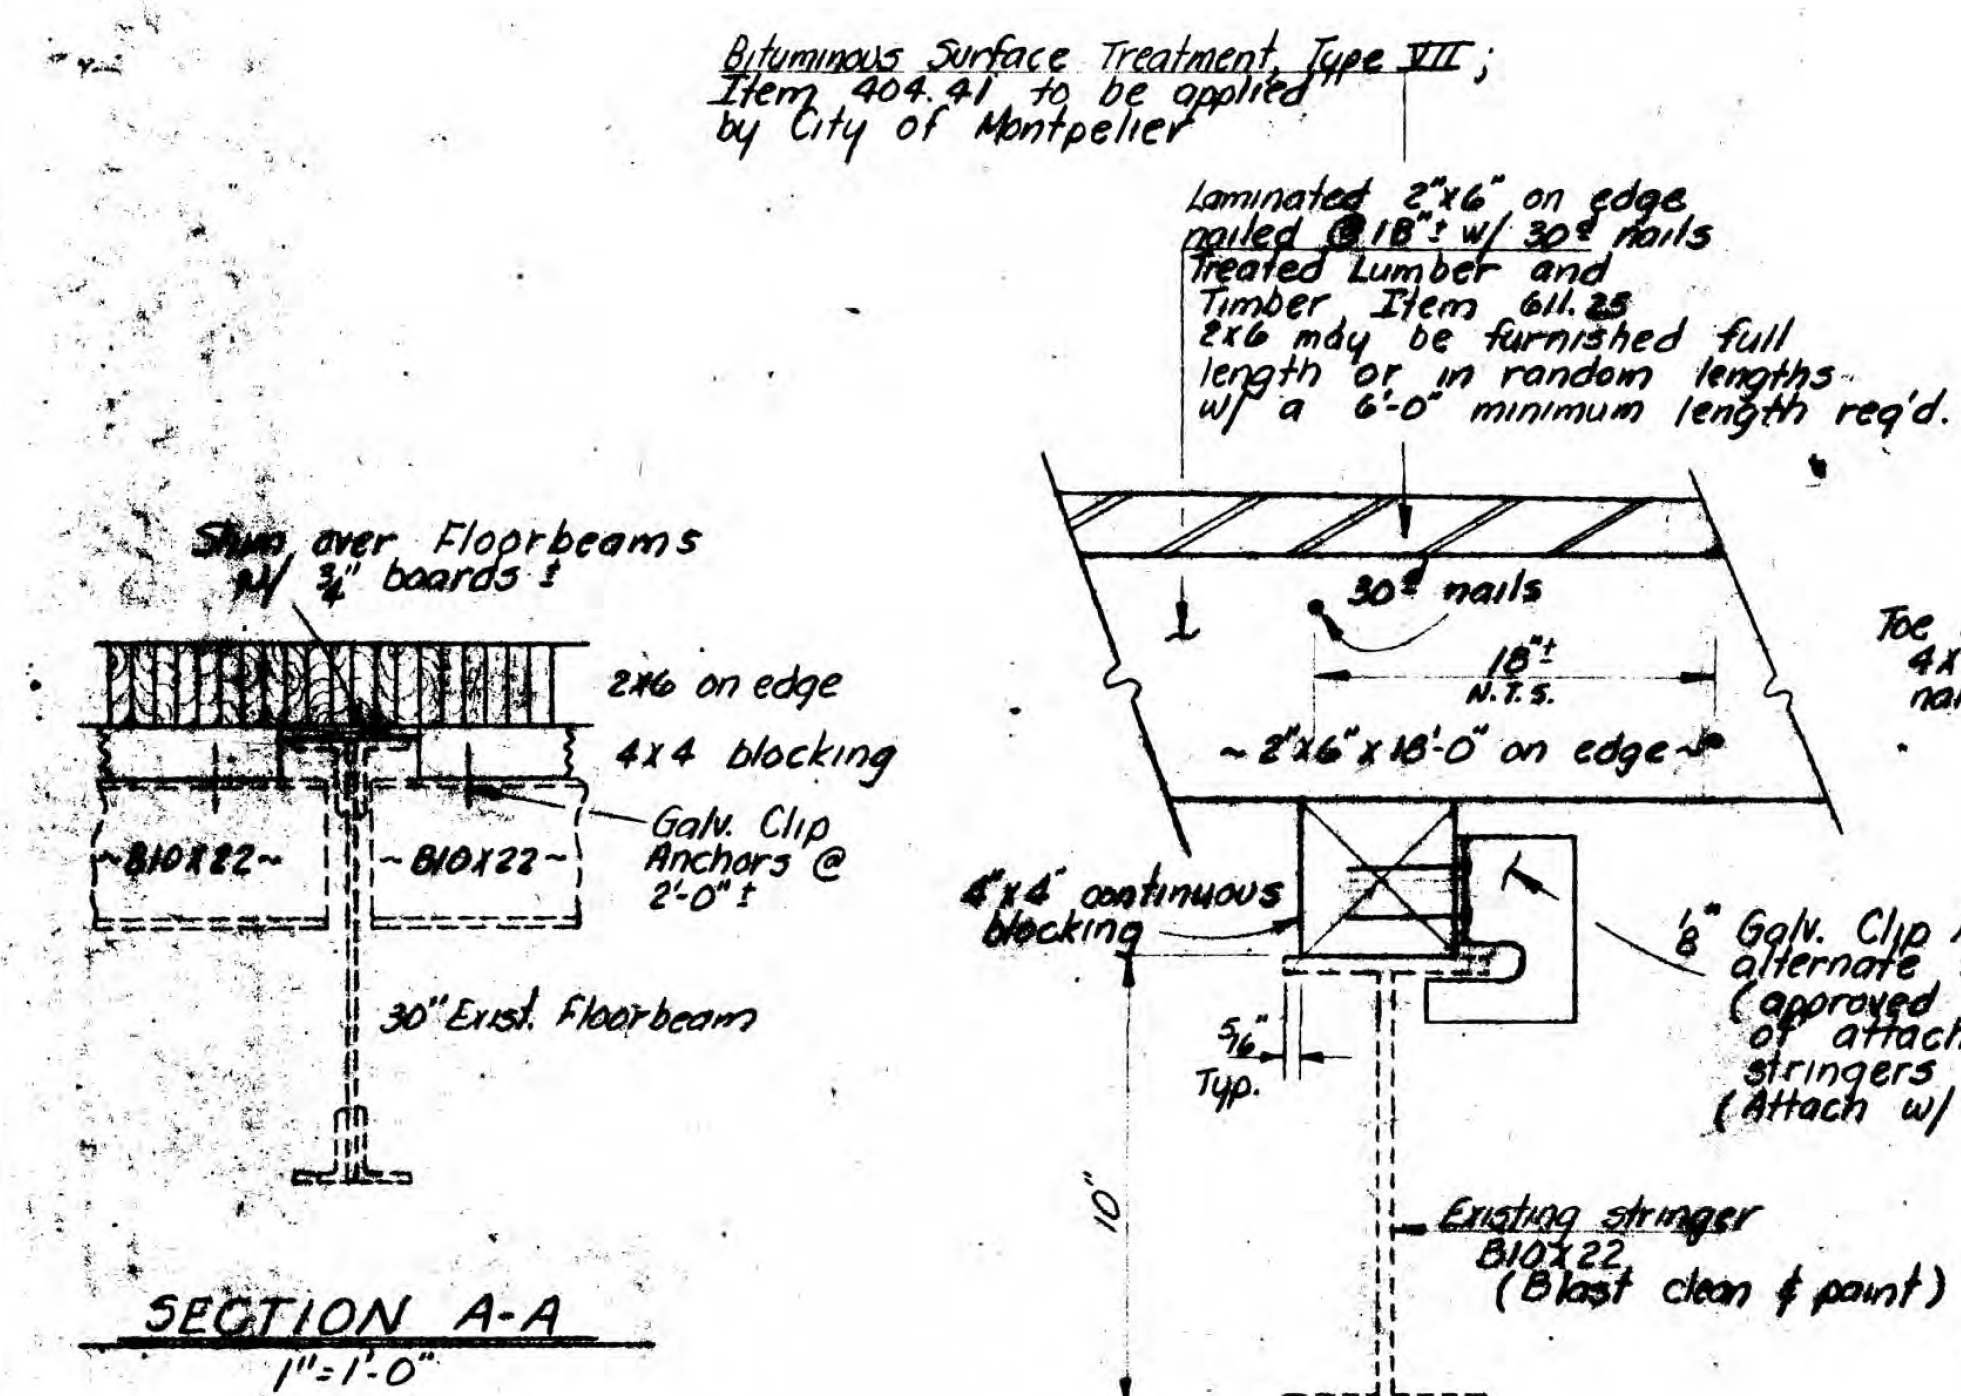 Bituminous Surface Treatment, Type VII;
Item 404.41 to be applied
by City of Montpelier
Laminated 2"x6" on edge
nailed @ 18"± w/ 30d nails
Treated Lumber and
Timber Item 611.25
2x6 may be furnished full
length or in random lengths
w/ a 6'-0" minimum length req'd.
Shim over Floorbeams
w/ 3/4" boards ±
2x6 on edge
4x4 blocking
Galv. Clip
Anchors @
2'-0" ±
~B10X22~
~B10X22~
30" Exist. Floorbeam
SECTION A-A
1"=1'-0"
30d nails
18"±
N.T.S.
~2"x6"x18'-0" on edge~
Toe
4x
nai
4"x4" continuous
blocking
1/8" Galv. Clip
alternate
(approved
of attach
stringers
(Attach w/
5/16"
Typ.
10"
Existing stringer
B10X22
(Blast clean & paint)